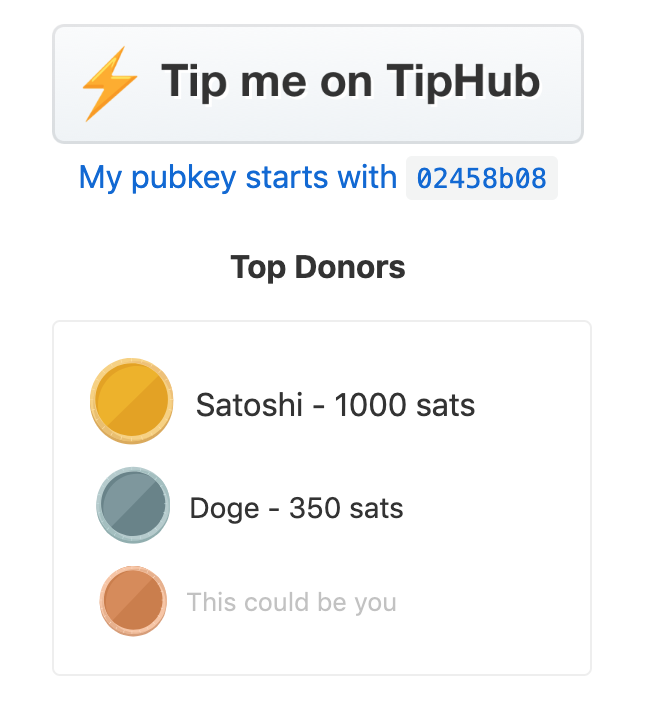 Tip me on TipHub
My pubkey starts with 02458b08
Top Donors
Satoshi - 1000 sats
Doge - 350 sats
This could be you